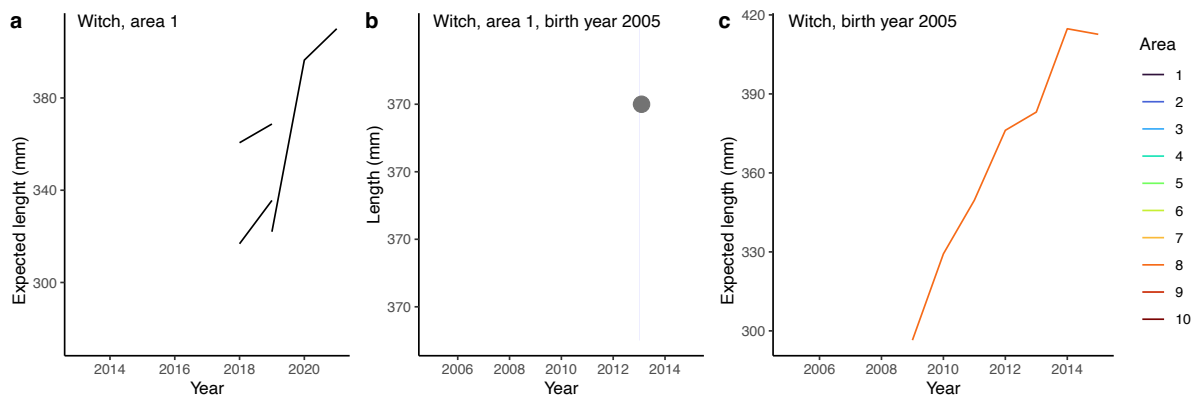 a
Witch, area 1
Expected lenght (mm)
380
340
300
2014
2016
2018
2020
Year
b
Witch, area 1, birth year 2005
Length (mm)
370
370
370
370
2006
2008
2010
2012
2014
Year
c
Witch, birth year 2005
Expected length (mm)
420
390
360
330
300
2006
2008
2010
2012
2014
Year
Area
1
2
3
4
5
6
7
8
9
10